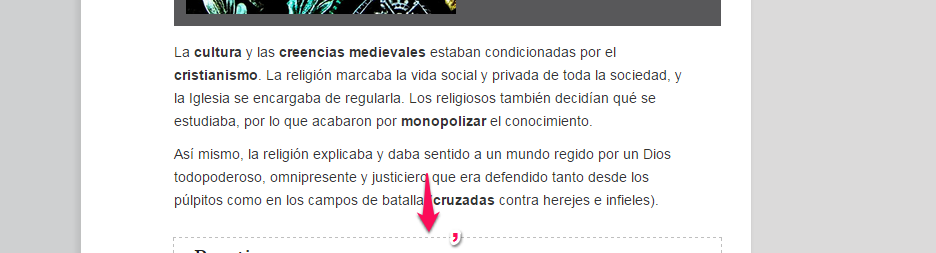 La cultura y las creencias medievales estaban condicionadas por el
cristianismo. La religión marcaba la vida social y privada de toda la sociedad, y
la Iglesia se encargaba de regularla. Los religiosos también decidían qué se
estudiaba, por lo que acabaron por monopolizar el conocimiento.
Así mismo, la religión explicaba y daba sentido a un mundo regido por un Dios
todopoderoso, omnipresente y justiciero que era defendido tanto desde los
púlpitos como en los campos de batalla (cruzadas contra herejes e infieles).
,